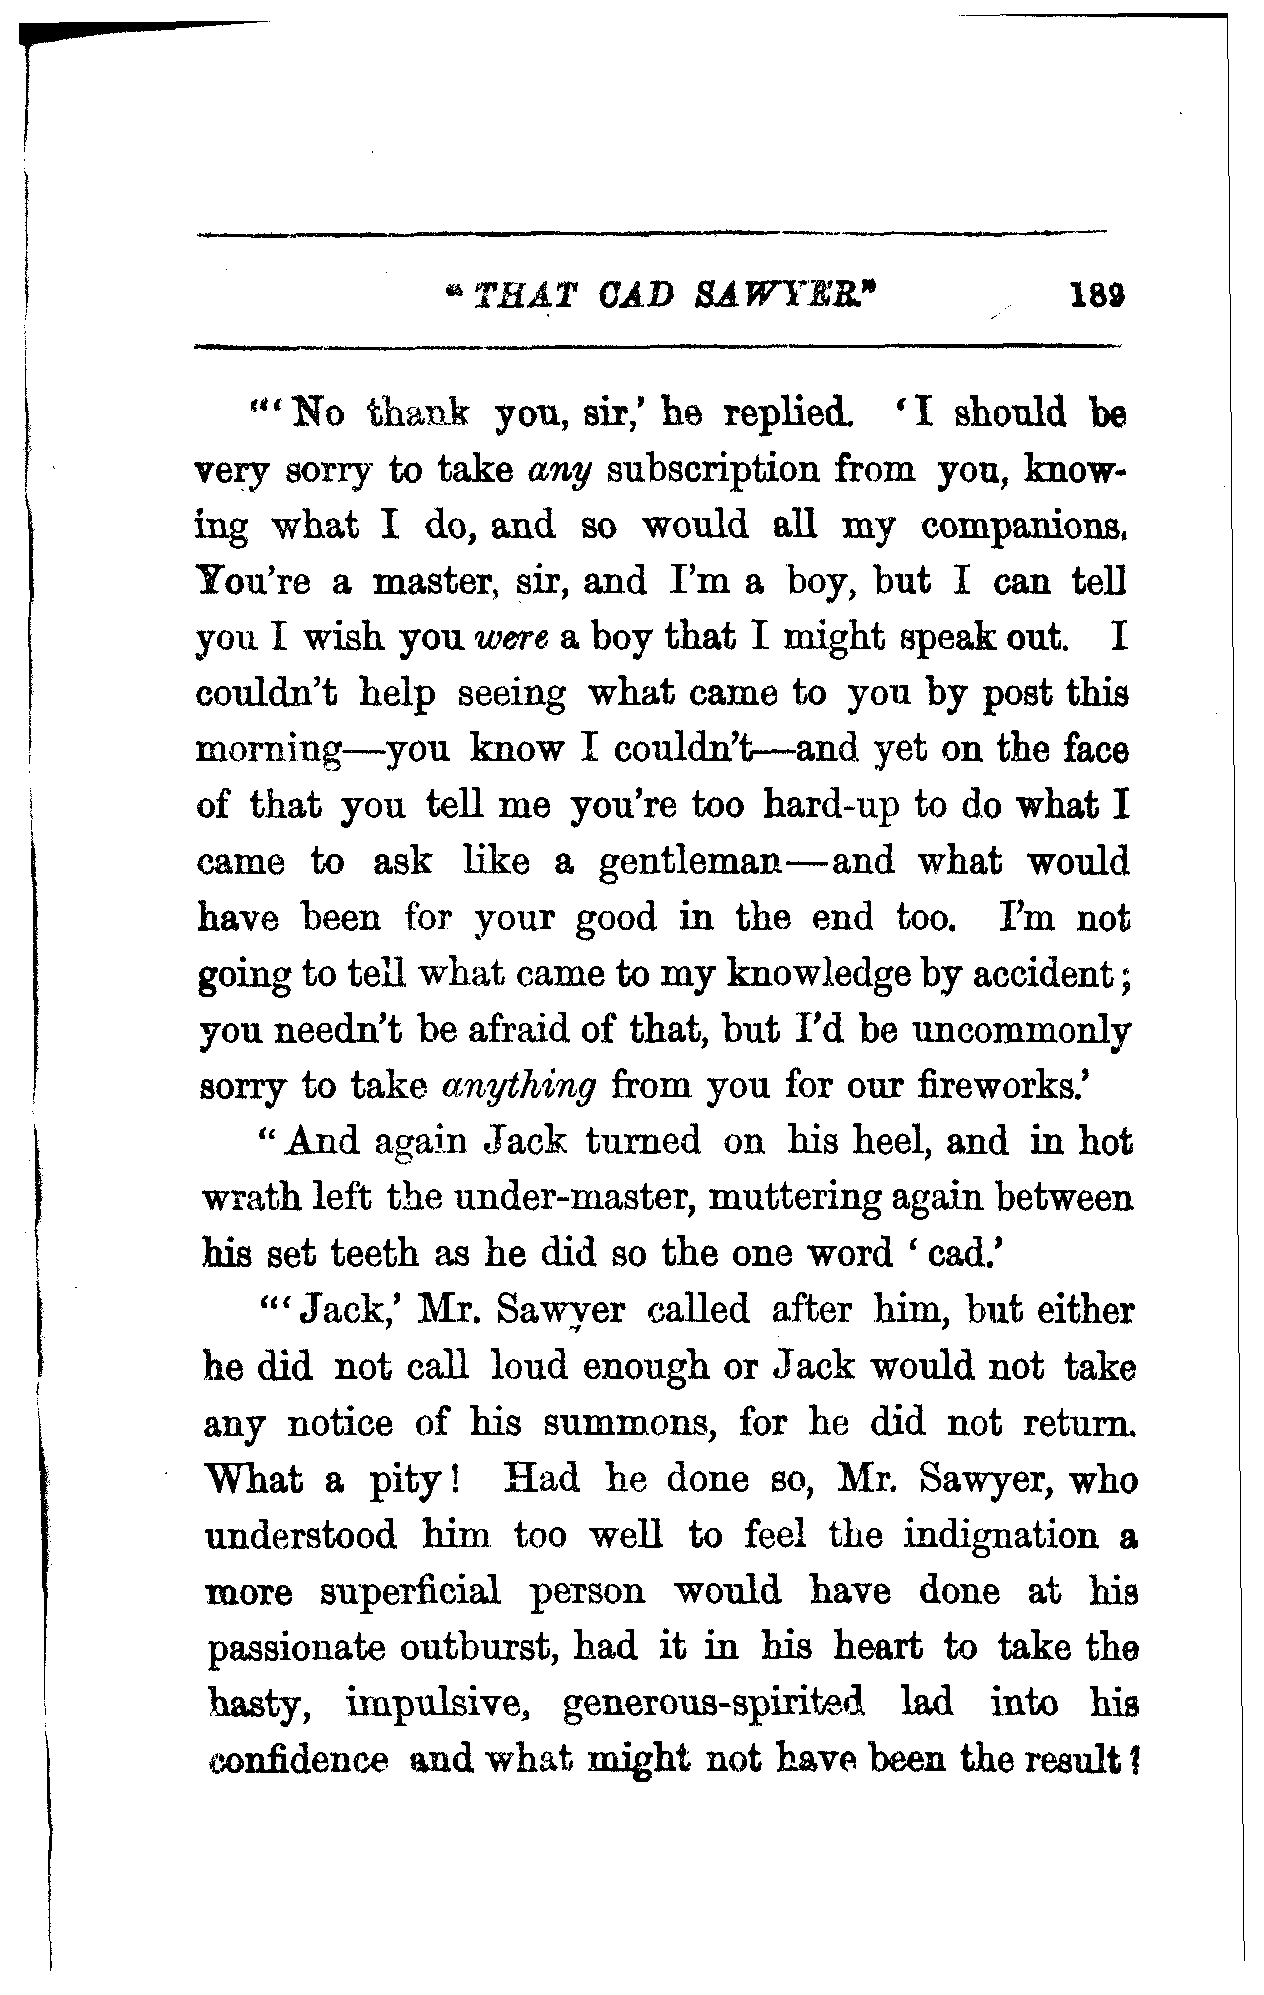 "THAT CAD SAWYER." 189
"'No thank you, sir,' he replied. 'I should be
very sorry to take any subscription from you, know-
ing what I do, and so would all my companions.
You're a master, sir, and I'm a boy, but I can tell
you I wish you were a boy that I might speak out. I
couldn't help seeing what came to you by post this
morning—you know I couldn't—and yet on the face
of that you tell me you're too hard-up to do what I
came to ask like a gentleman—and what would
have been for your good in the end too. I'm not
going to tell what came to my knowledge by accident;
you needn't be afraid of that, but I'd be uncommonly
sorry to take anything from you for our fireworks.'
"And again Jack turned on his heel, and in hot
wrath left the under-master, muttering again between
his set teeth as he did so the one word 'cad.'
"'Jack,' Mr. Sawyer called after him, but either
he did not call loud enough or Jack would not take
any notice of his summons, for he did not return.
What a pity! Had he done so, Mr. Sawyer, who
understood him too well to feel the indignation a
more superficial person would have done at his
passionate outburst, had it in his heart to take the
hasty, impulsive, generous-spirited lad into his
confidence and what might not have been the result?